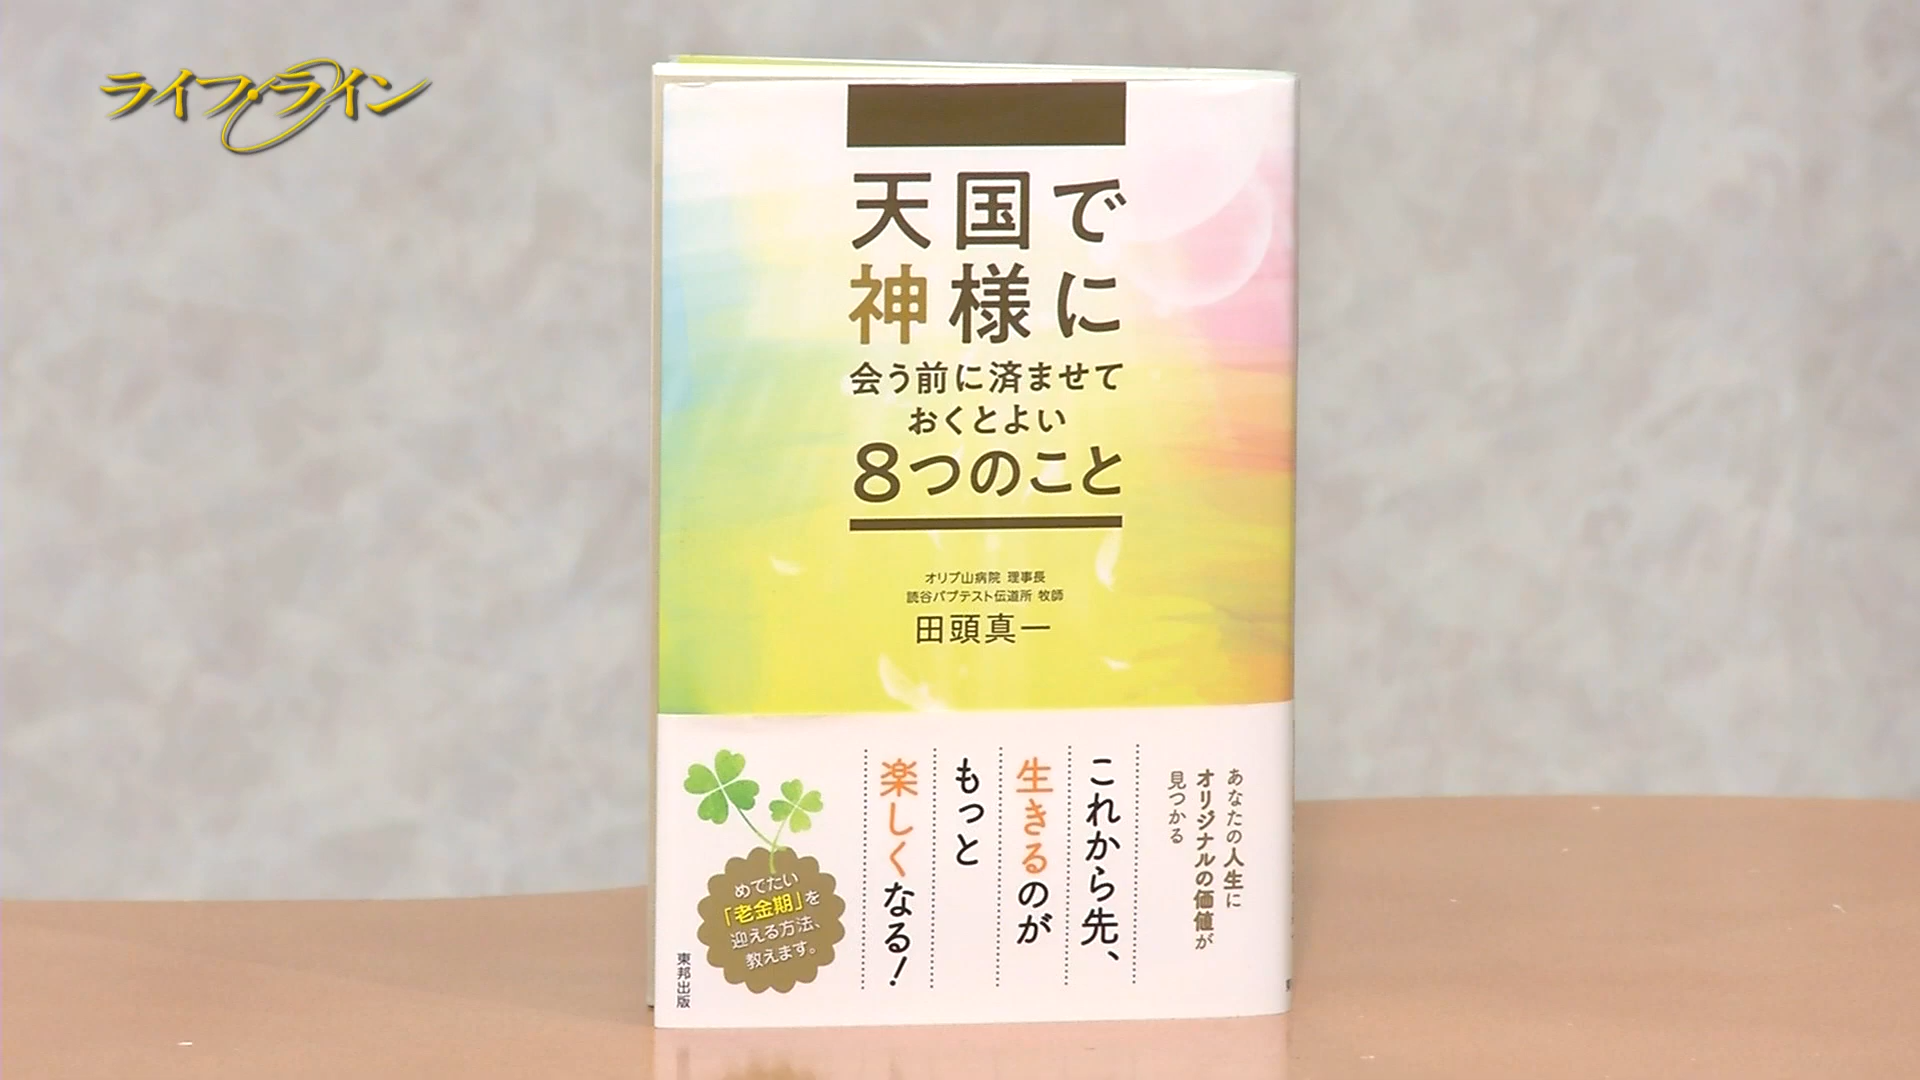 ライフ・ライン
天国で
神様に
会う前に済ませて
おくとよい
8つのこと
オリブ山病院 理事長
読谷バプテスト伝道所 牧師
田頭真一
あなたの人生に
オリジナルの価値が
見つかる
これから先、
生きるのが
もっと
楽しくなる!
めでたい
「老金期」を
迎える方法、
教えます。
東邦出版